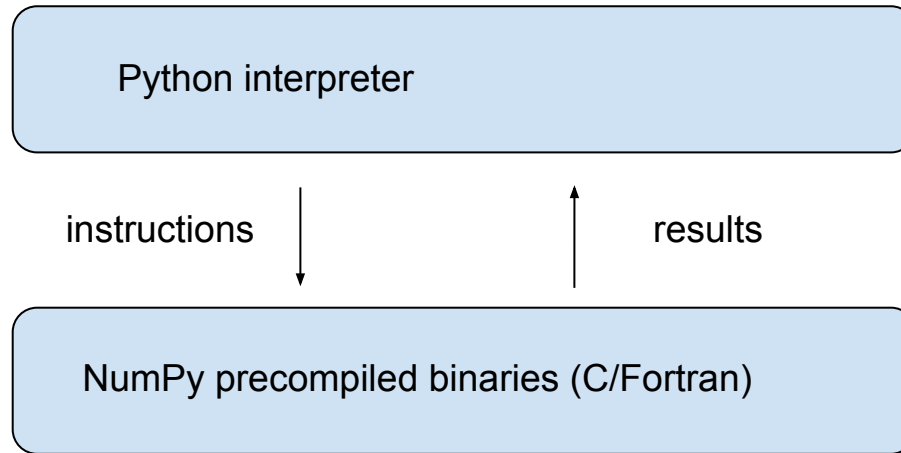 Python interpreter
instructions
results
NumPy precompiled binaries (C/Fortran)